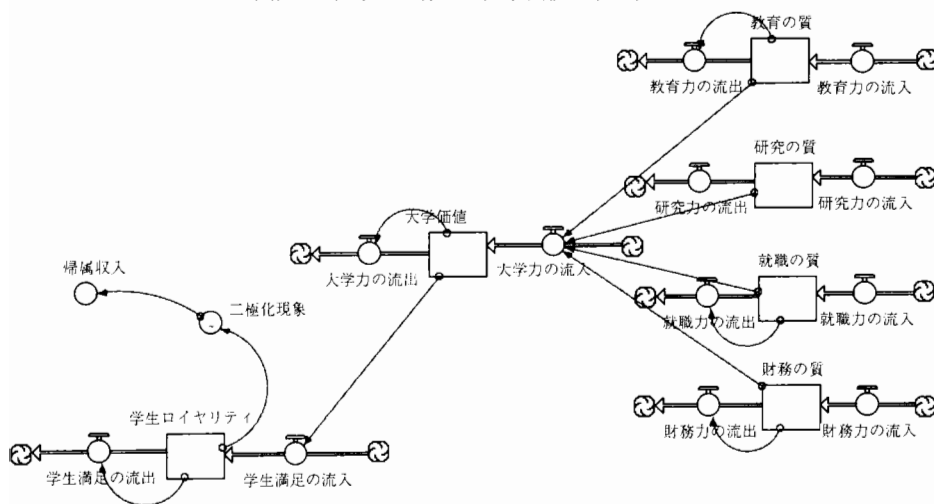 教育の質
教育力の流出
教育力の流入
研究の質
研究力の流出
研究力の流入
大学価値
大学力の流出
大学力の流入
就職の質
就職力の流出
就職力の流入
帰属収入
二極化現象
財務の質
財務力の流出
財務力の流入
学生ロイヤリティ
学生満足の流出
学生満足の流入